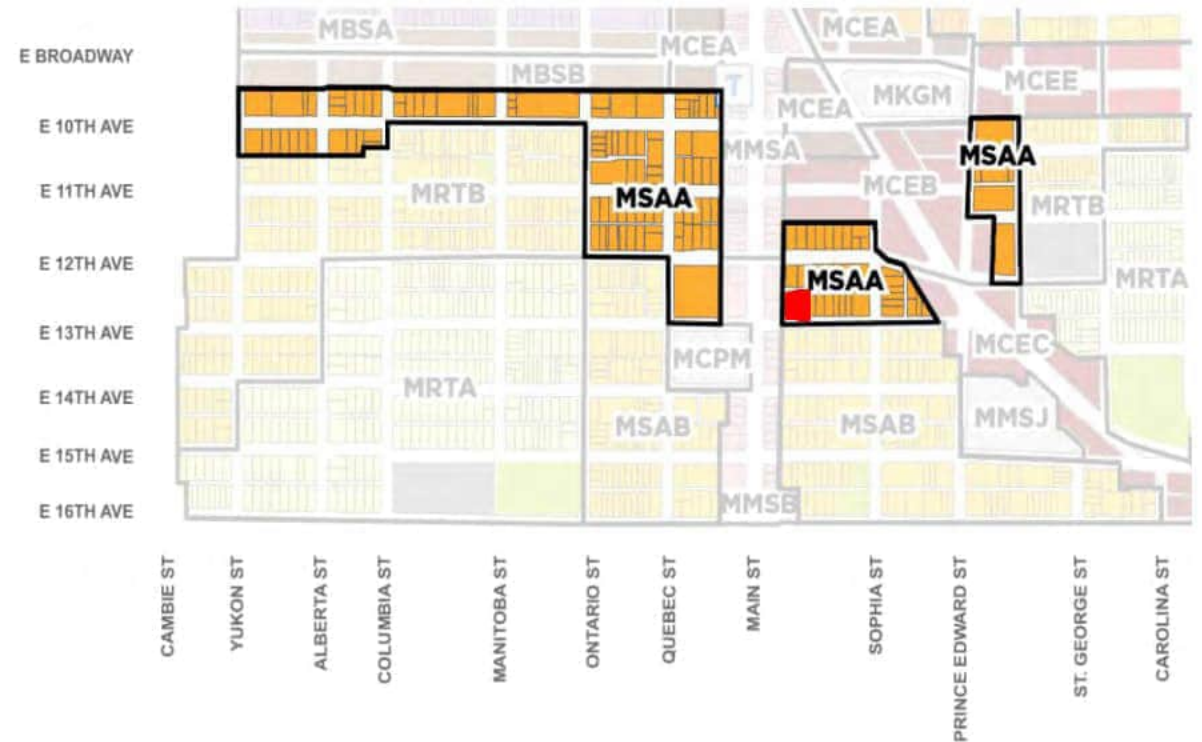 MBSA
MCEA
MCEA
E BROADWAY
MBSB
T
MCEE
MKGM
MCEA
E 10TH AVE
MMSA
MSAA
E 11TH AVE
MRTB
MSAA
MCEB
MRTB
E 12TH AVE
MSAA
MRTA
E 13TH AVE
MCPM
MCEC
E 14TH AVE
MRTA
MSAB
MSAB
MMSJ
E 15TH AVE
MMSB
E 16TH AVE
CAMBIE ST
YUKON ST
ALBERTA ST
COLUMBIA ST
MANITOBA ST
ONTARIO ST
QUEBEC ST
MAIN ST
SOPHIA ST
PRINCE EDWARD ST
ST. GEORGE ST
CAROLINA ST